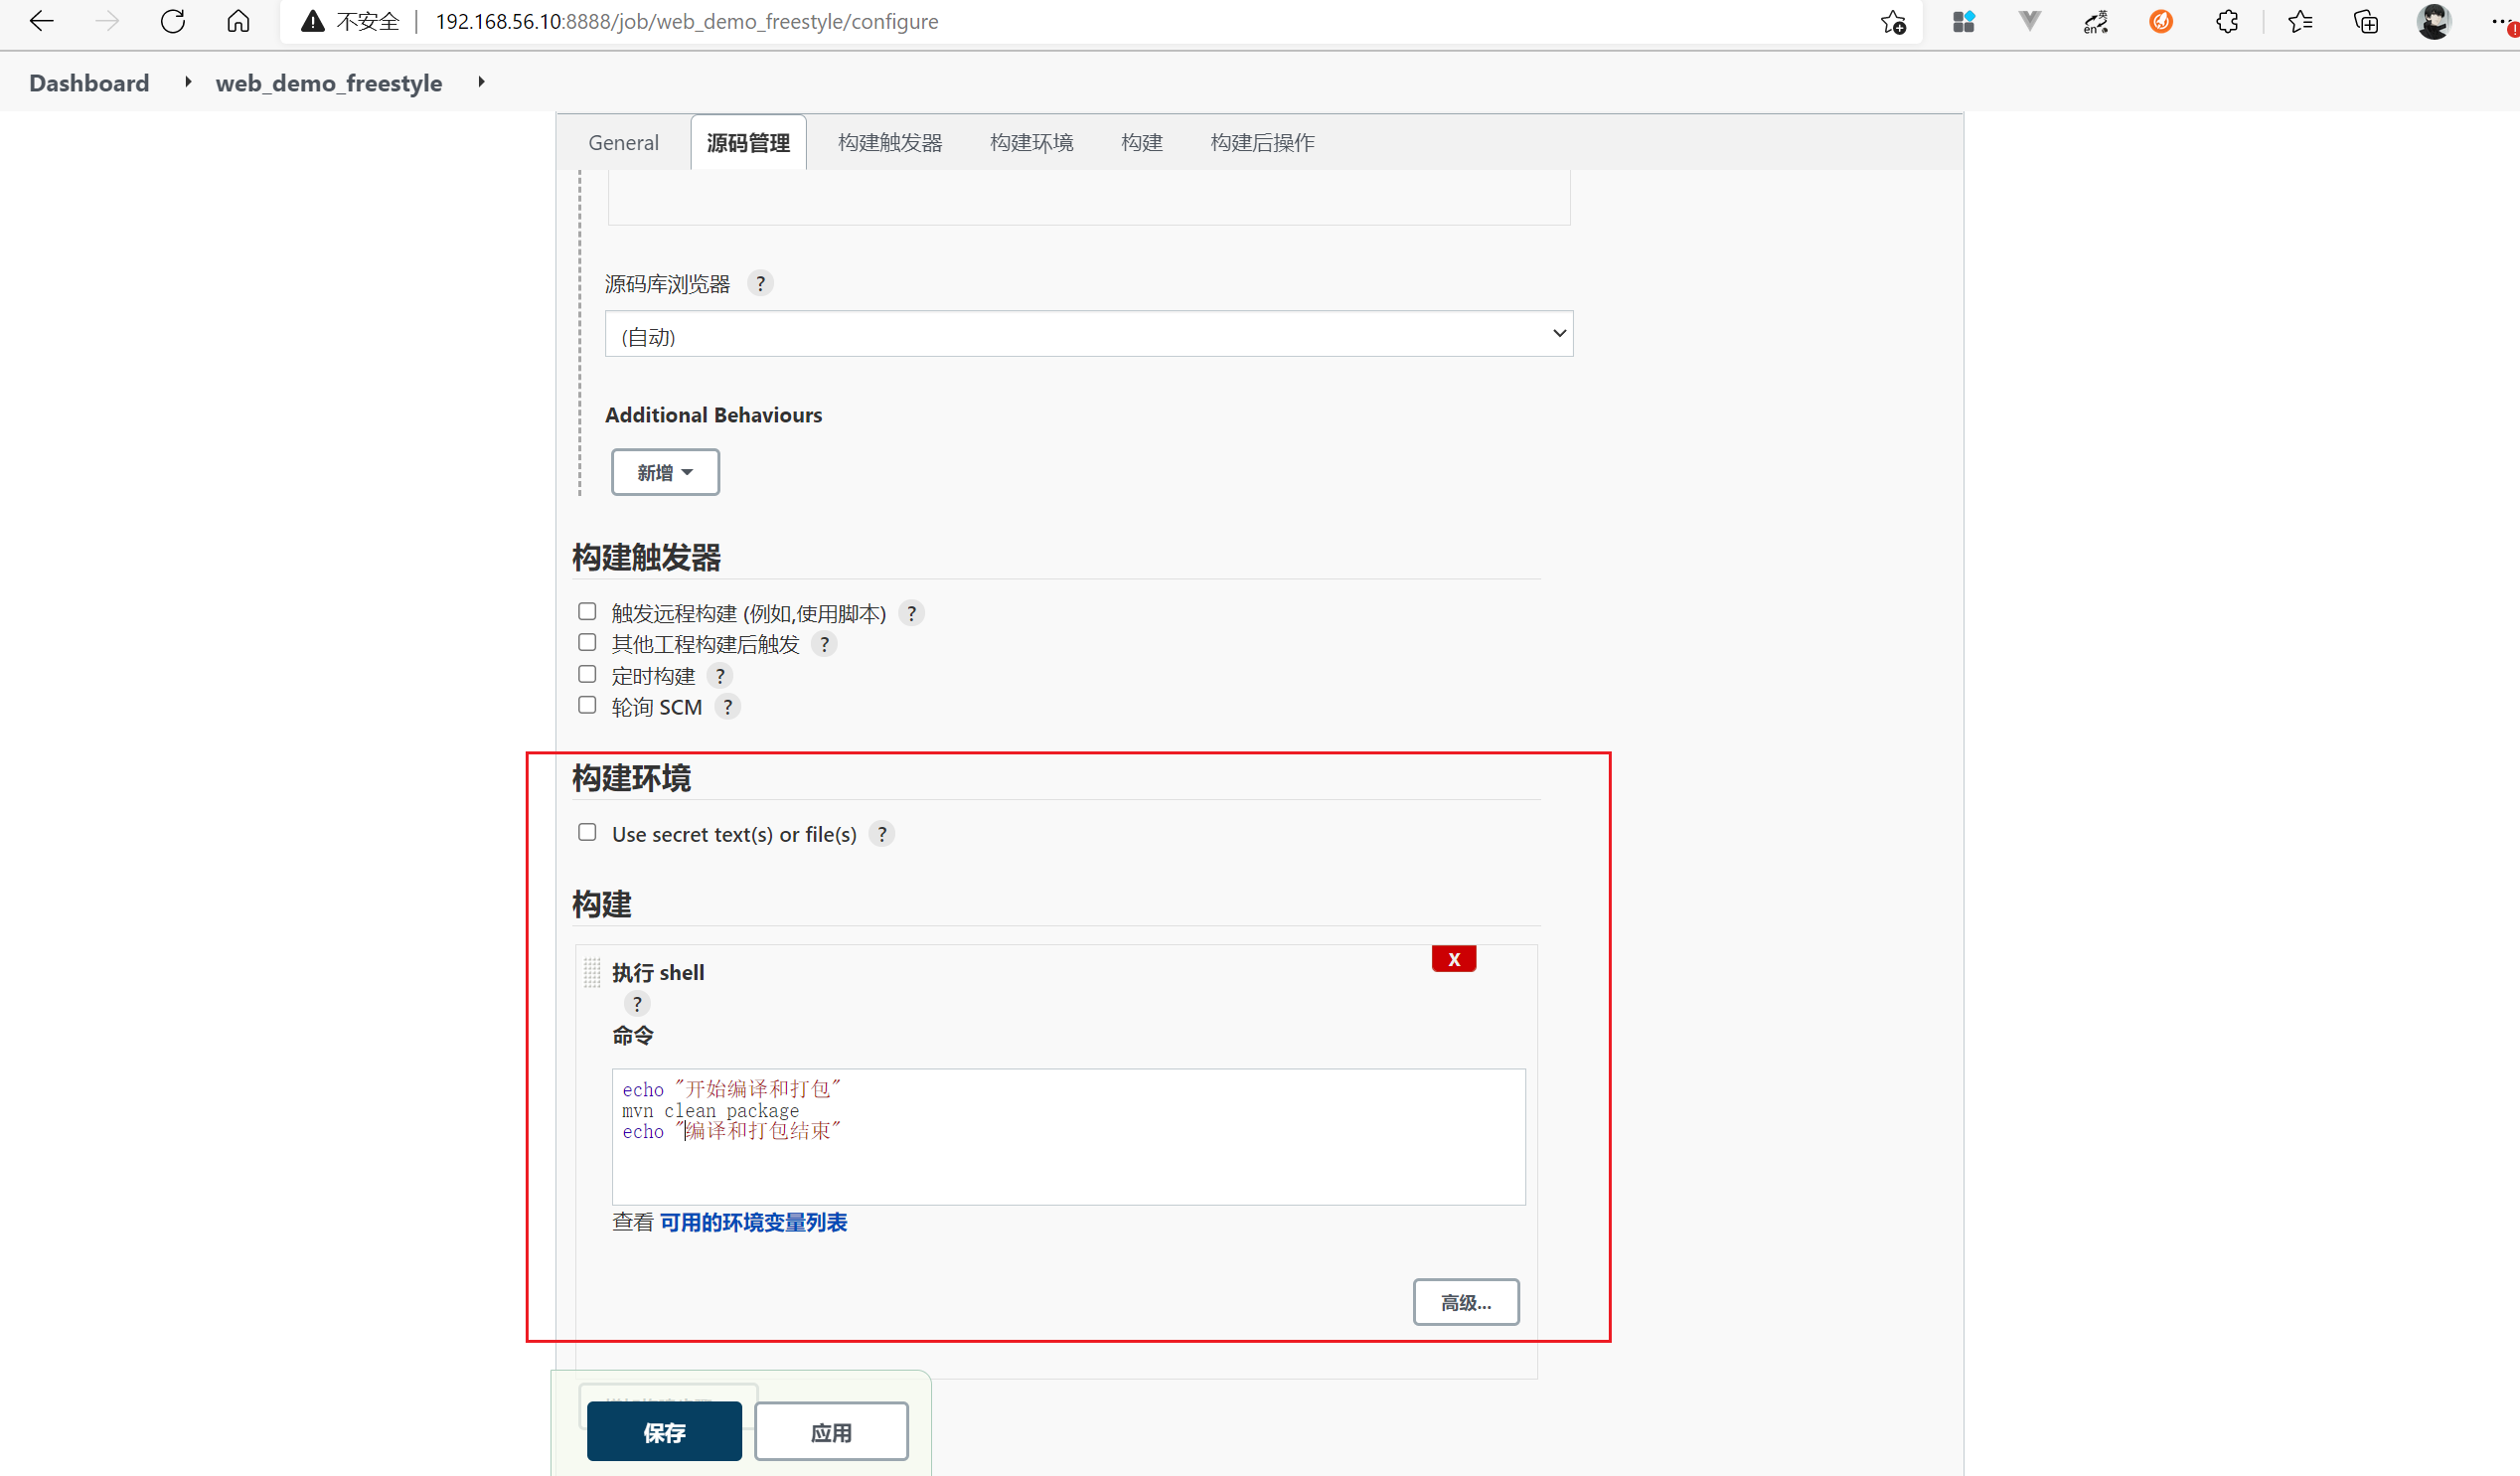 不安全 | 192.168.56.10:8888/job/web_demo_freestyle/configure
Dashboard web_demo_freestyle
General 源码管理 构建触发器 构建环境 构建 构建后操作
源码库浏览器 ?
(自动)
Additional Behaviours
新增
构建触发器
触发远程构建 (例如,使用脚本) ?
其他工程构建后触发 ?
定时构建 ?
轮询 SCM ?
构建环境
Use secret text(s) or file(s) ?
构建
X
执行 shell
?
命令
echo "开始编译和打包"
mvn clean package
echo "编译和打包结束"
查看 可用的环境变量列表
高级...
保存 应用